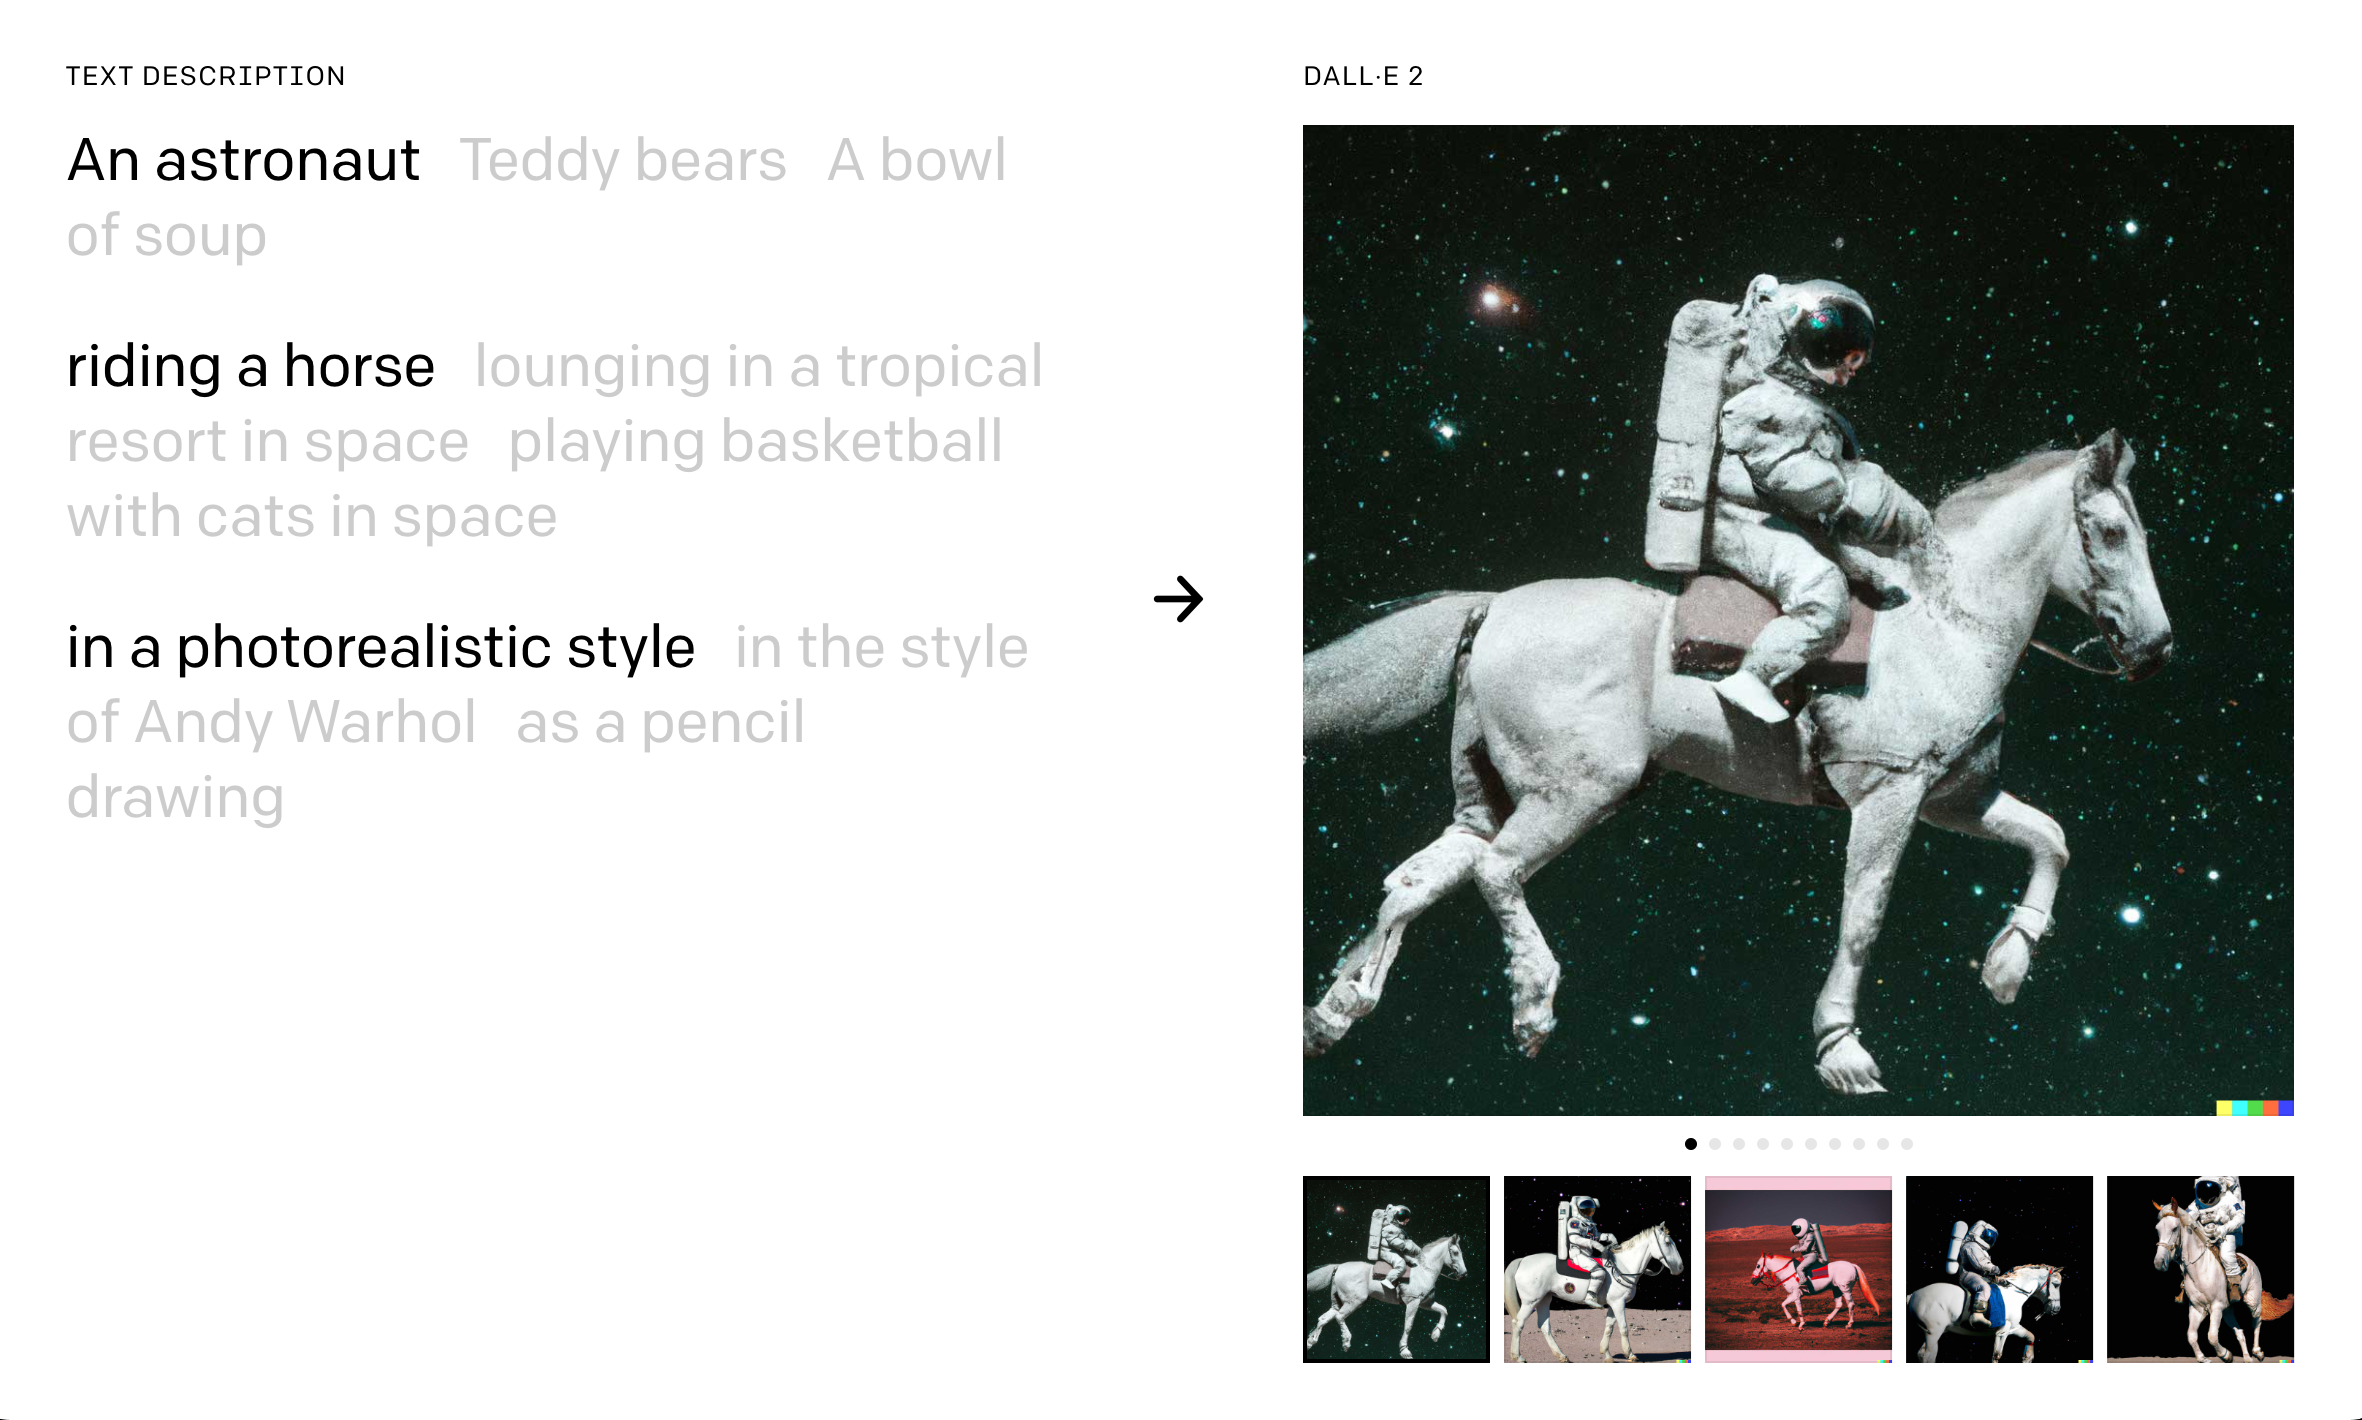 TEXT DESCRIPTION
An astronaut Teddy bears A bowl
of soup
riding a horse lounging in a tropical
resort in space playing basketball
with cats in space
in a photorealistic style in the style
of Andy Warhol as a pencil
drawing
DALL·E 2